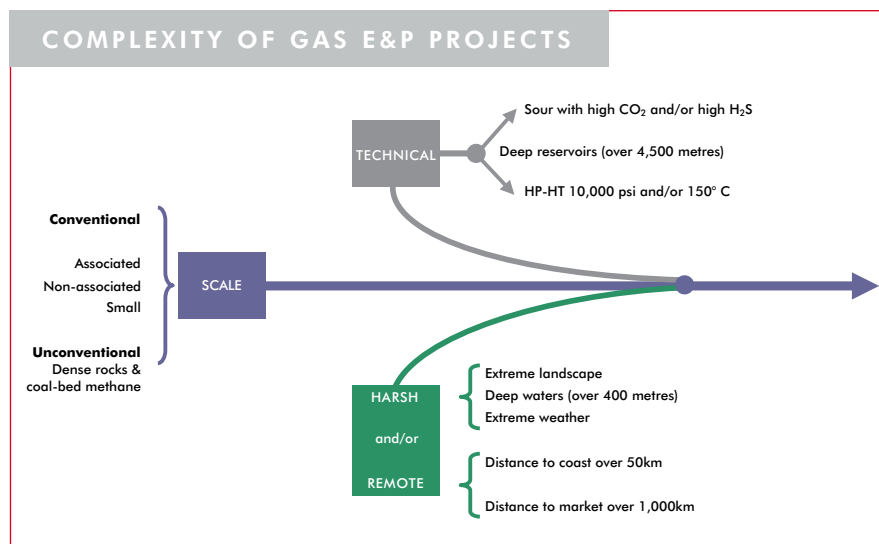 COMPLEXITY OF GAS E&P PROJECTS
Sour with high CO₂ and/or high H₂S
TECHNICAL
Deep reservoirs (over 4,500 metres)
HP-HT 10,000 psi and/or 150° C
Conventional
Associated
Non-associated
Small
SCALE
Unconventional
Dense rocks &
coal-bed methane
HARSH
and/or
REMOTE
Extreme landscape
Deep waters (over 400 metres)
Extreme weather
Distance to coast over 50km
Distance to market over 1,000km